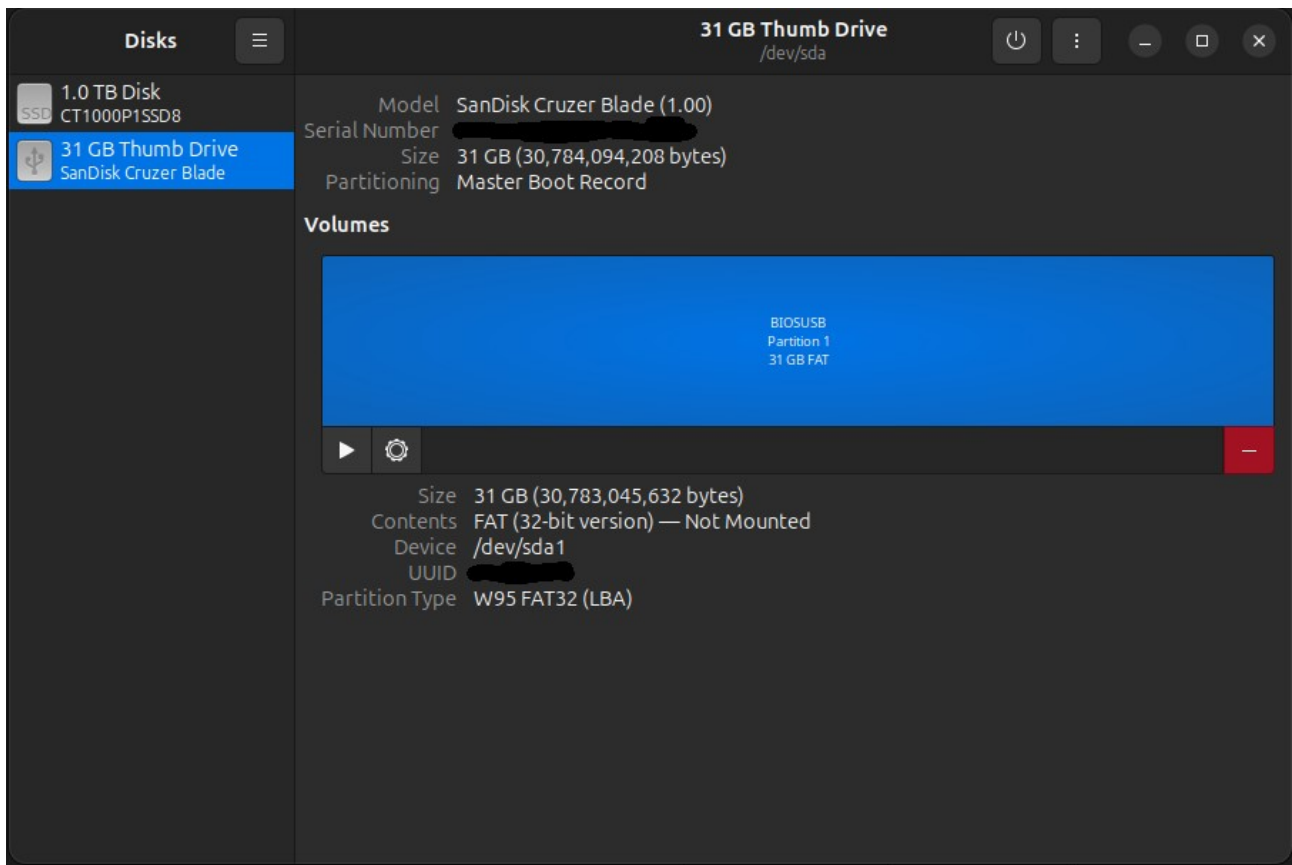 Disks
31 GB Thumb Drive
/dev/sda
1.0 TB Disk
SSD CT1000P1SSD8
31 GB Thumb Drive
SanDisk Cruzer Blade
Model SanDisk Cruzer Blade (1.00)
Serial Number
Size 31 GB (30,784,094,208 bytes)
Partitioning Master Boot Record
Volumes
BIOSUSB
Partition 1
31 GB FAT
Size 31 GB (30,783,045,632 bytes)
Contents FAT (32-bit version) — Not Mounted
Device /dev/sda1
UUID
Partition Type W95 FAT32 (LBA)